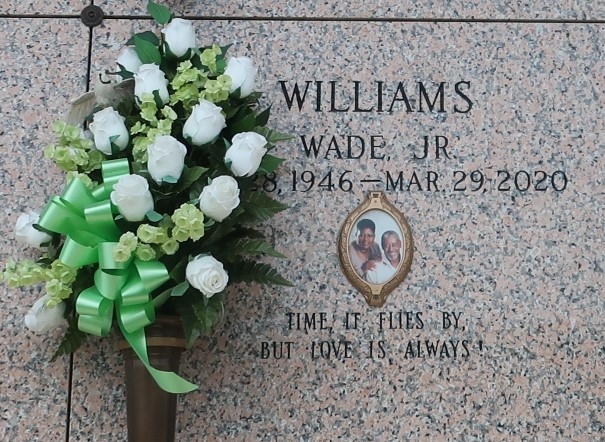 WILLIAMS
WADE, JR.
28, 1946 – MAR. 29, 2020
TIME, IT FLIES BY,
BUT LOVE IS ALWAYS!